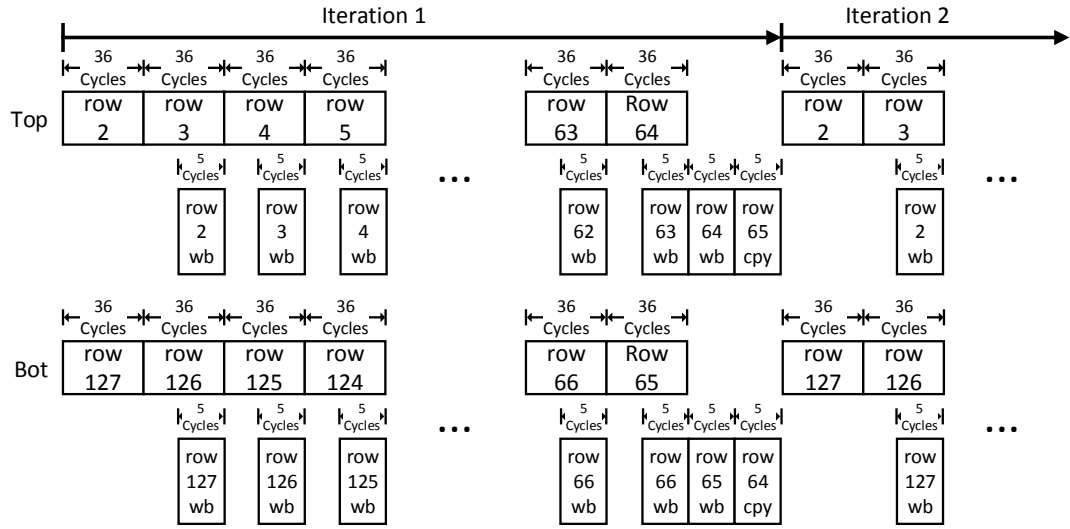 Iteration 1 Iteration 2
36 36 36 36 36 36 36 36
Cycles Cycles Cycles Cycles Cycles Cycles Cycles Cycles
Top
row row row row row Row row row
2 3 4 5 63 64 2 3
5 5 5 5 5 5 5 5
Cycles Cycles Cycles Cycles Cycles Cycles Cycles Cycles
... ...
row row row row row row row row
2 3 4 62 63 64 65 2
wb wb wb wb wb wb cpy wb
36 36 36 36 36 36 36 36
Cycles Cycles Cycles Cycles Cycles Cycles Cycles Cycles
Bot
row row row row row Row row row
127 126 125 124 66 65 127 126
5 5 5 5 5 5 5 5
Cycles Cycles Cycles Cycles Cycles Cycles Cycles Cycles
... ...
row row row row row row row row
127 126 125 66 66 65 64 127
wb wb wb wb wb wb cpy wb